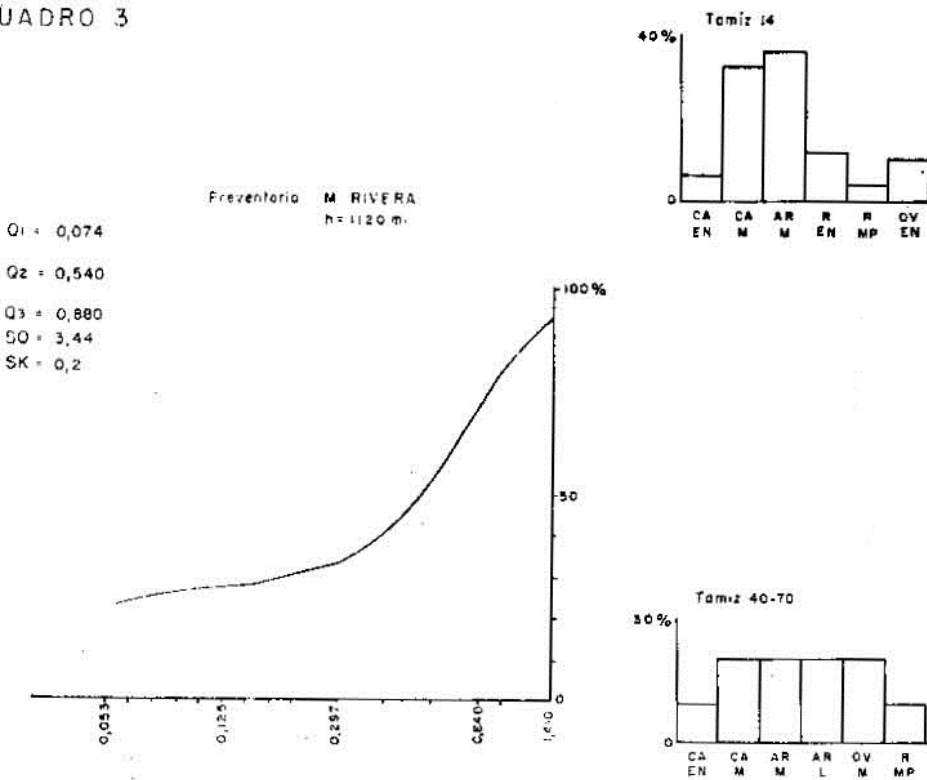 UADRO 3
Tamiz 14
40%
0
CA CA AR R R OV
EN M M EN MP EN
Preventorio M RIVERA
h= 1120 m.
Q1 = 0,074
Q2 = 0,540
Q3 = 0,880
SO = 3,44
SK = 0,2
100%
50
0
0,053 0,125 0,297 0,840
Tamiz 40-70
30%
0
CA CA AR AR OV R
EN M M L M MP